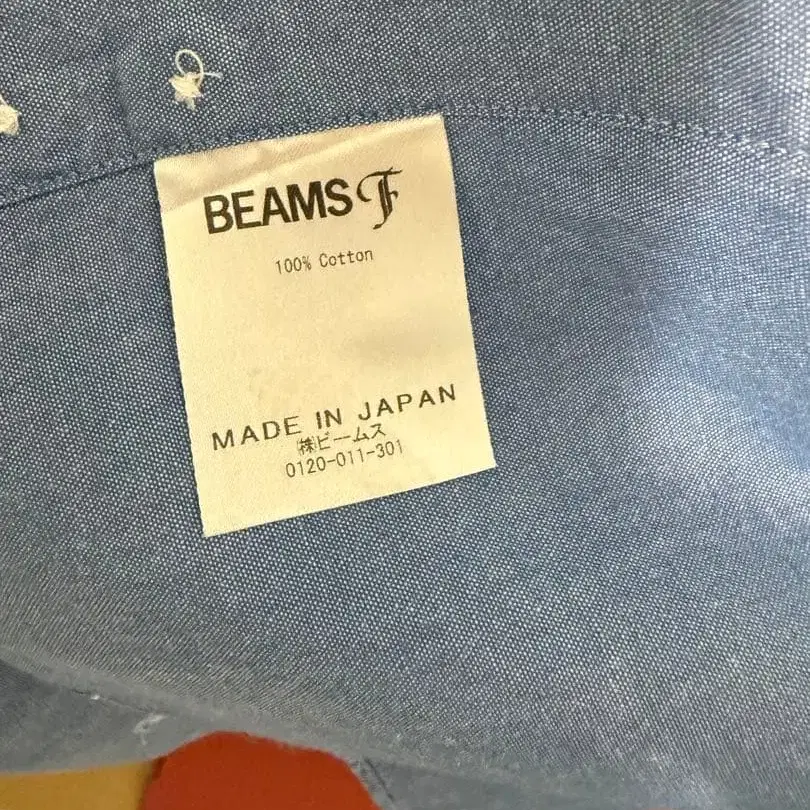 BEAMS F
100% Cotton
MADE IN JAPAN
㈱ビームス
0120-011-301